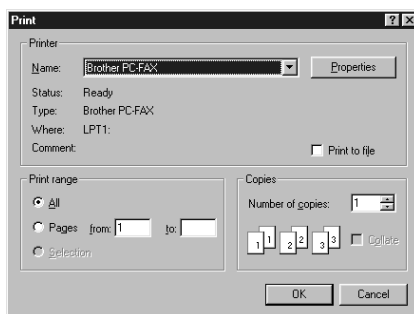 Print
Printer
Name: Brother PC-FAX Properties
Status: Ready
Type: Brother PC-FAX
Where: LPT1:
Comment: Print to file
Print range
All
Pages from: 1 to:
Selection
Copies
Number of copies: 1
1 1 2 2 3 3 Collate
OK Cancel